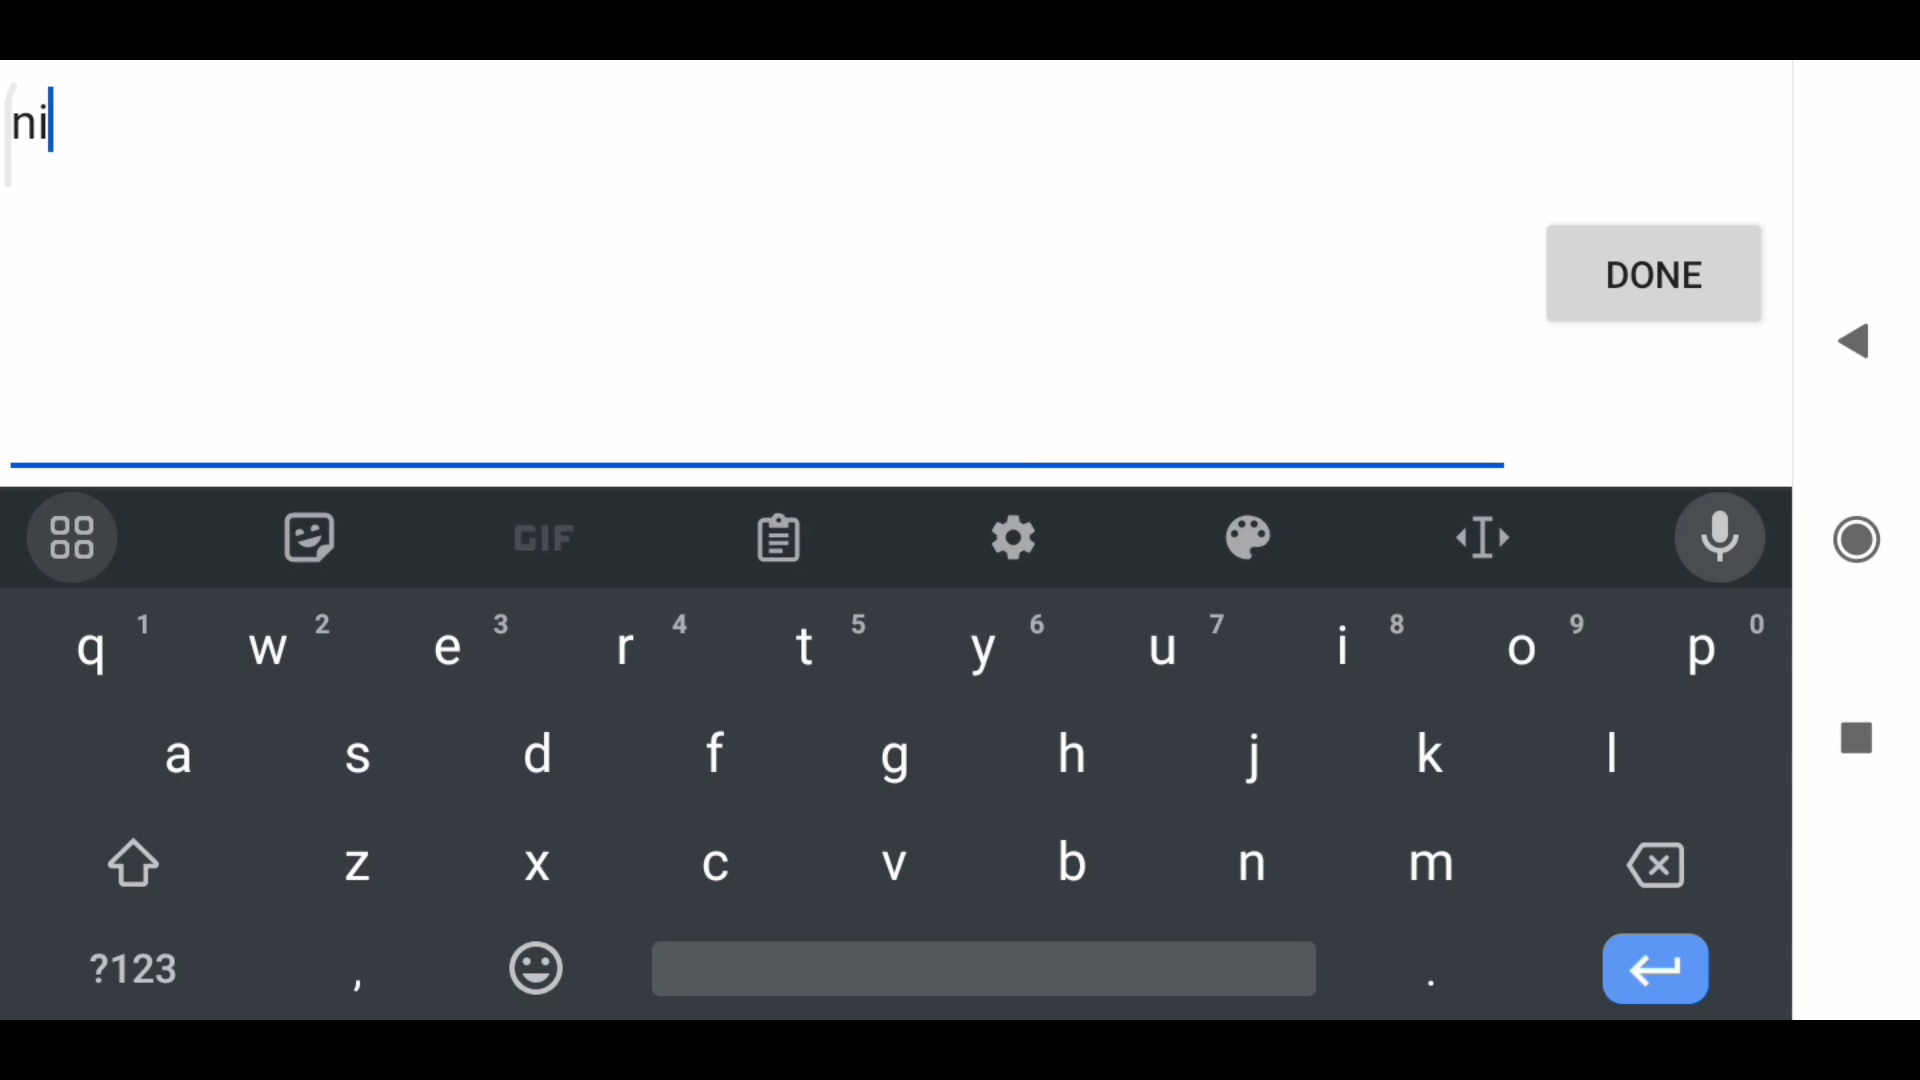 ni
DONE
GIF
q 1 w 2 e 3 r 4 t 5 y 6 u 7 i 8 o 9 p 0
a s d f g h j k l
z x c v b n m
?123 , .